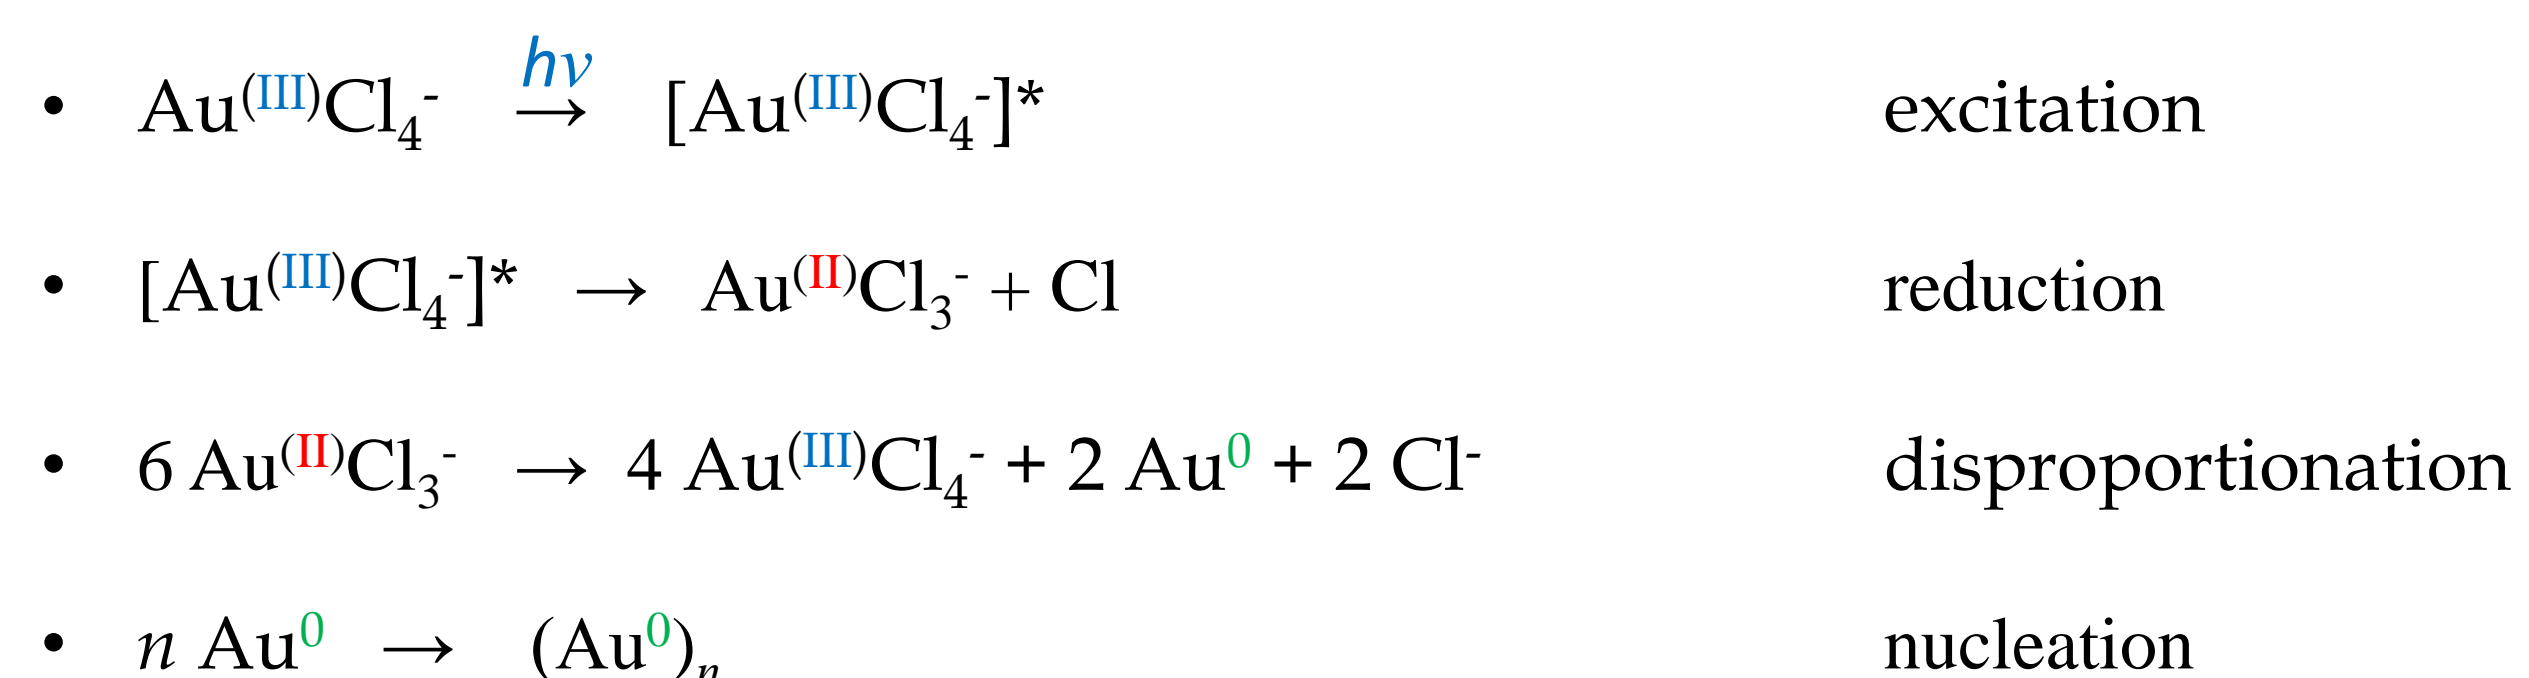 • Au⁽ᴵᴵᴵ⁾Cl₄⁻ hν → [Au⁽ᴵᴵᴵ⁾Cl₄⁻]* excitation
• [Au⁽ᴵᴵᴵ⁾Cl₄⁻]* → Au⁽ᴵᴵ⁾Cl₃⁻ + Cl reduction
• 6 Au⁽ᴵᴵ⁾Cl₃⁻ → 4 Au⁽ᴵᴵᴵ⁾Cl₄⁻ + 2 Au⁰ + 2 Cl⁻ disproportionation
• n Au⁰ → (Au⁰)ₙ nucleation